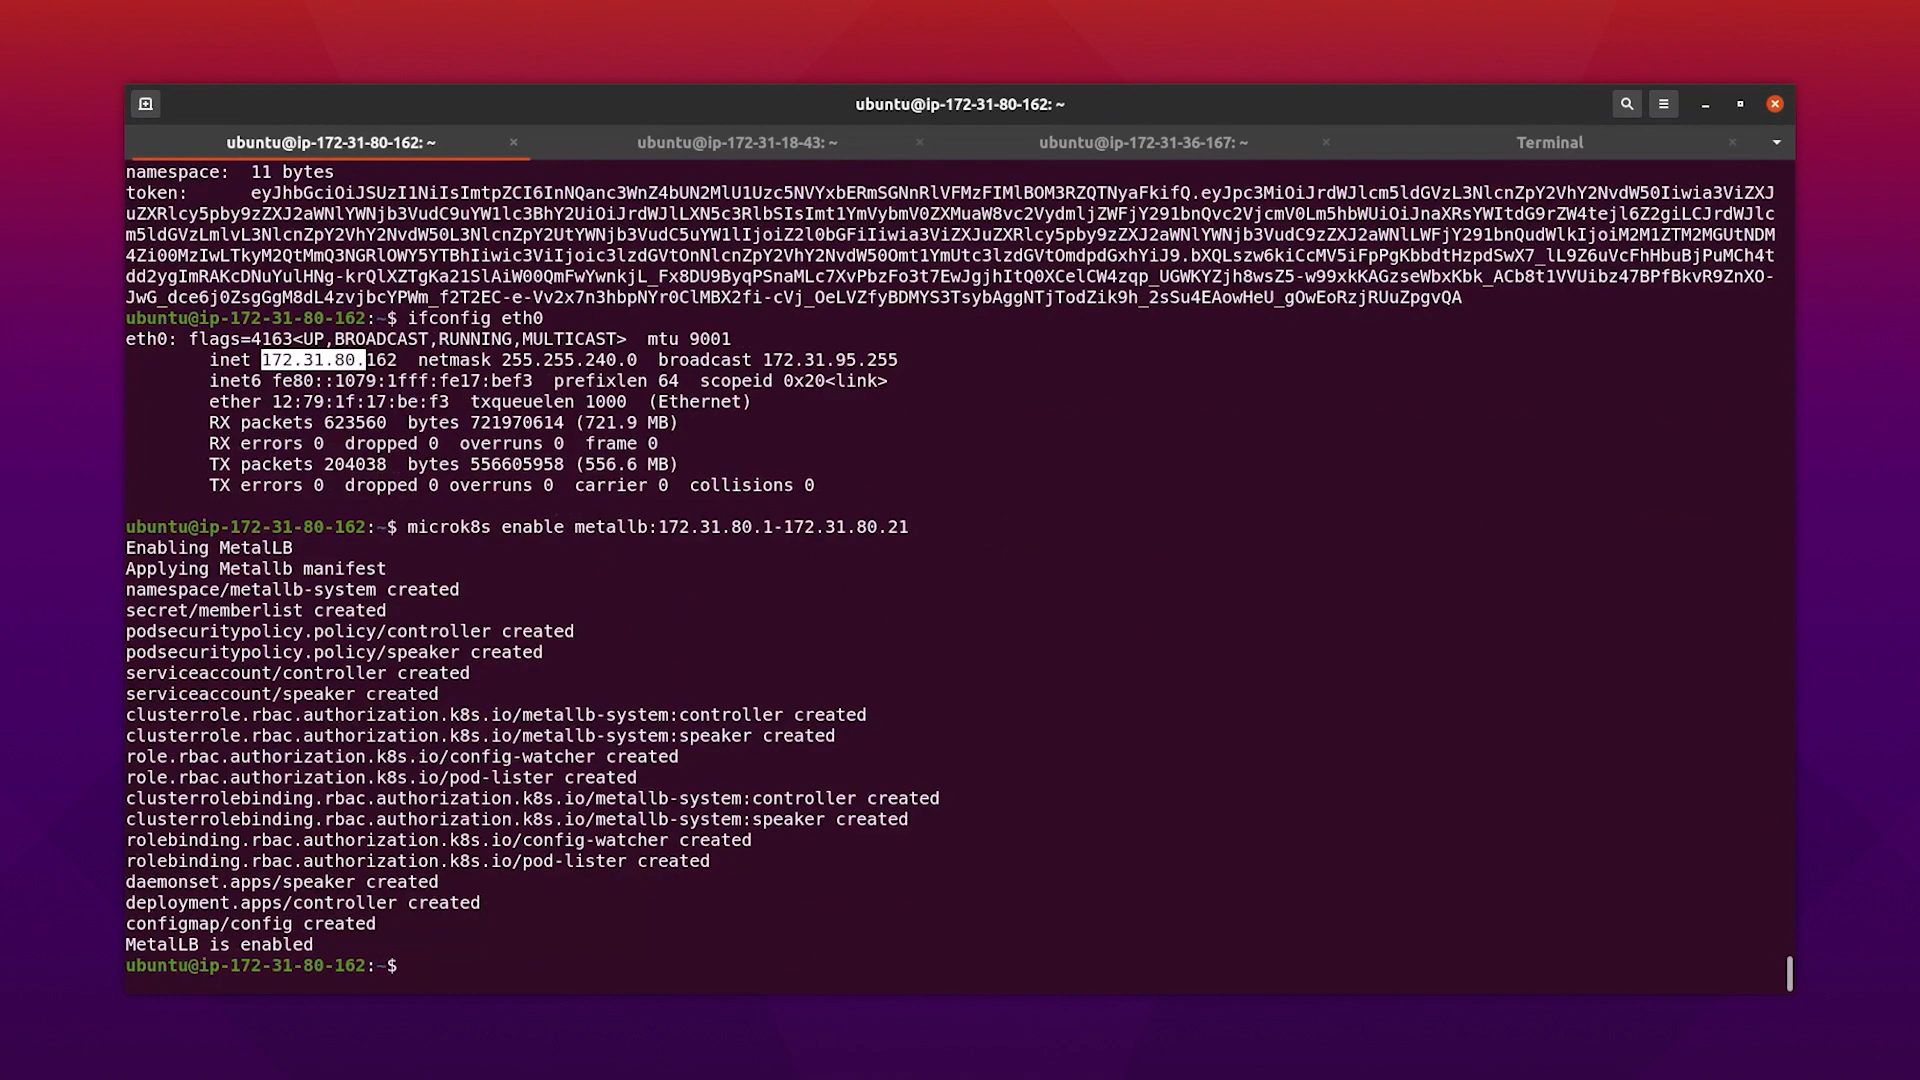 ubuntu@ip-172-31-80-162: ~
ubuntu@ip-172-31-80-162: ~
ubuntu@ip-172-31-18-43: ~
ubuntu@ip-172-31-36-167: ~
Terminal
namespace:  11 bytes
token:
ubuntu@ip-172-31-80-162:~$ ifconfig eth0
eth0: flags=4163<UP,BROADCAST,RUNNING,MULTICAST>  mtu 9001
inet 172.31.80.162  netmask 255.255.240.0  broadcast 172.31.95.255
inet6 fe80::1079:1fff:fe17:bef3  prefixlen 64  scopeid 0x20<link>
ether 12:79:1f:17:be:f3  txqueuelen 1000  (Ethernet)
RX packets 623560  bytes 721970614 (721.9 MB)
RX errors 0  dropped 0  overruns 0  frame 0
TX packets 204038  bytes 556605958 (556.6 MB)
TX errors 0  dropped 0 overruns 0  carrier 0  collisions 0
ubuntu@ip-172-31-80-162:~$ microk8s enable metallb:172.31.80.1-172.31.80.21
Enabling MetalLB
Applying Metallb manifest
namespace/metallb-system created
secret/memberlist created
podsecuritypolicy.policy/controller created
podsecuritypolicy.policy/speaker created
serviceaccount/controller created
serviceaccount/speaker created
clusterrole.rbac.authorization.k8s.io/metallb-system:controller created
clusterrole.rbac.authorization.k8s.io/metallb-system:speaker created
role.rbac.authorization.k8s.io/config-watcher created
role.rbac.authorization.k8s.io/pod-lister created
clusterrolebinding.rbac.authorization.k8s.io/metallb-system:controller created
clusterrolebinding.rbac.authorization.k8s.io/metallb-system:speaker created
rolebinding.rbac.authorization.k8s.io/config-watcher created
rolebinding.rbac.authorization.k8s.io/pod-lister created
daemonset.apps/speaker created
deployment.apps/controller created
configmap/config created
MetalLB is enabled
ubuntu@ip-172-31-80-162:~$